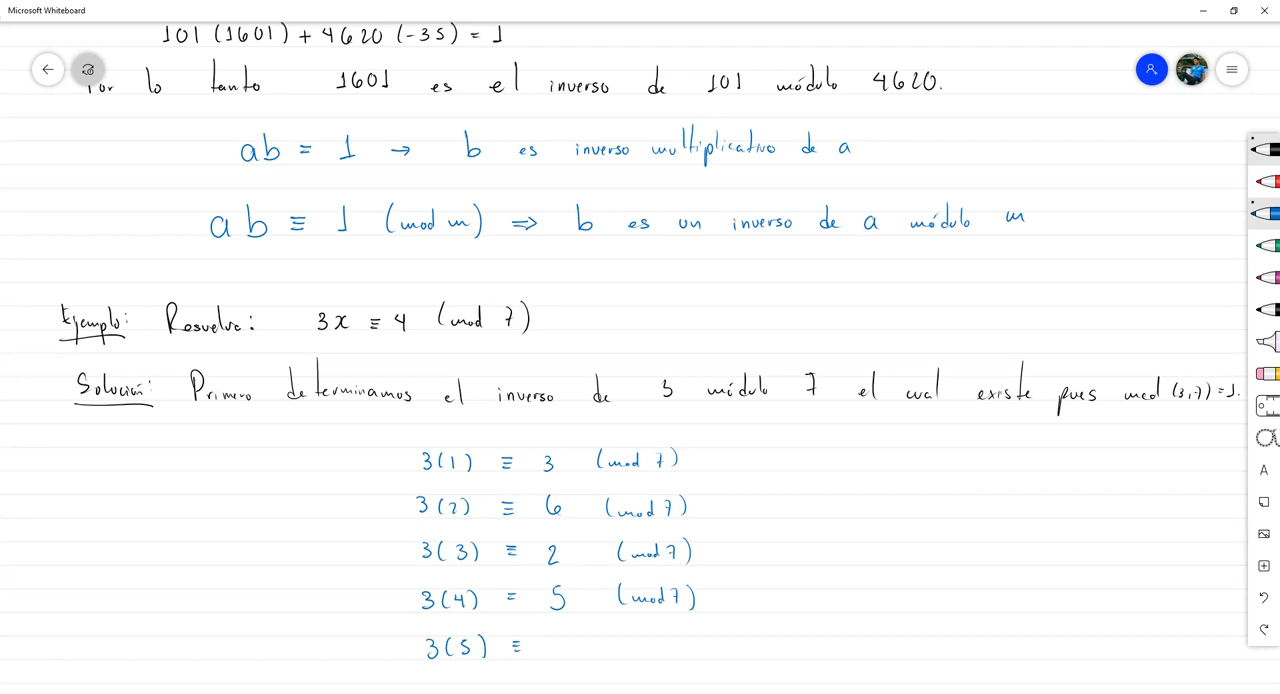 Microsoft Whiteboard
101 (1601) + 4620 (-35) = 1
Por lo tanto 1601 es el inverso de 101 módulo 4620.
ab = 1 → b es inverso multiplicativo de a
ab ≡ 1 (mod m) ⇒ b es un inverso de a módulo m
Ejemplo: Resuelva: 3x ≡ 4 (mod 7)
Solución: Primero determinamos el inverso de 3 módulo 7 el cual existe pues mcd (3,7) = 1.
3(1) ≡ 3 (mod 7)
3(2) ≡ 6 (mod 7)
3(3) ≡ 2 (mod 7)
3(4) = 5 (mod 7)
3(5) ≡
A